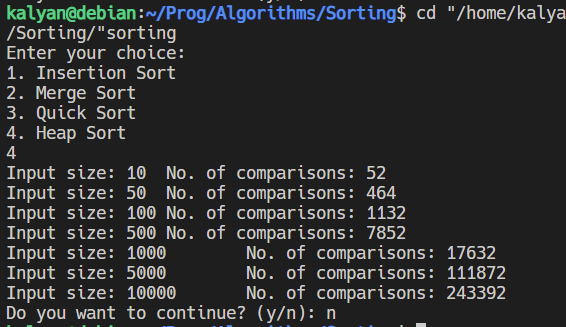 kalyan@debian:~/Prog/Algorithms/Sorting$ cd "/home/kalya
/Sorting/"sorting
Enter your choice:
1. Insertion Sort
2. Merge Sort
3. Quick Sort
4. Heap Sort
4
Input size: 10  No. of comparisons: 52
Input size: 50  No. of comparisons: 464
Input size: 100 No. of comparisons: 1132
Input size: 500 No. of comparisons: 7852
Input size: 1000        No. of comparisons: 17632
Input size: 5000        No. of comparisons: 111872
Input size: 10000       No. of comparisons: 243392
Do you want to continue? (y/n): n